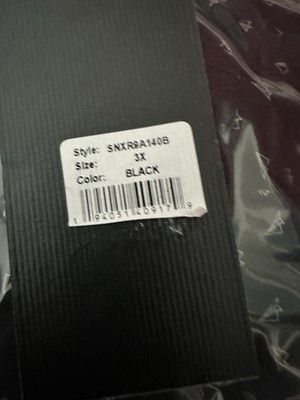 Style: SNXR9A140B
Size: 3X
Color: BLACK
1 94051 40917 9